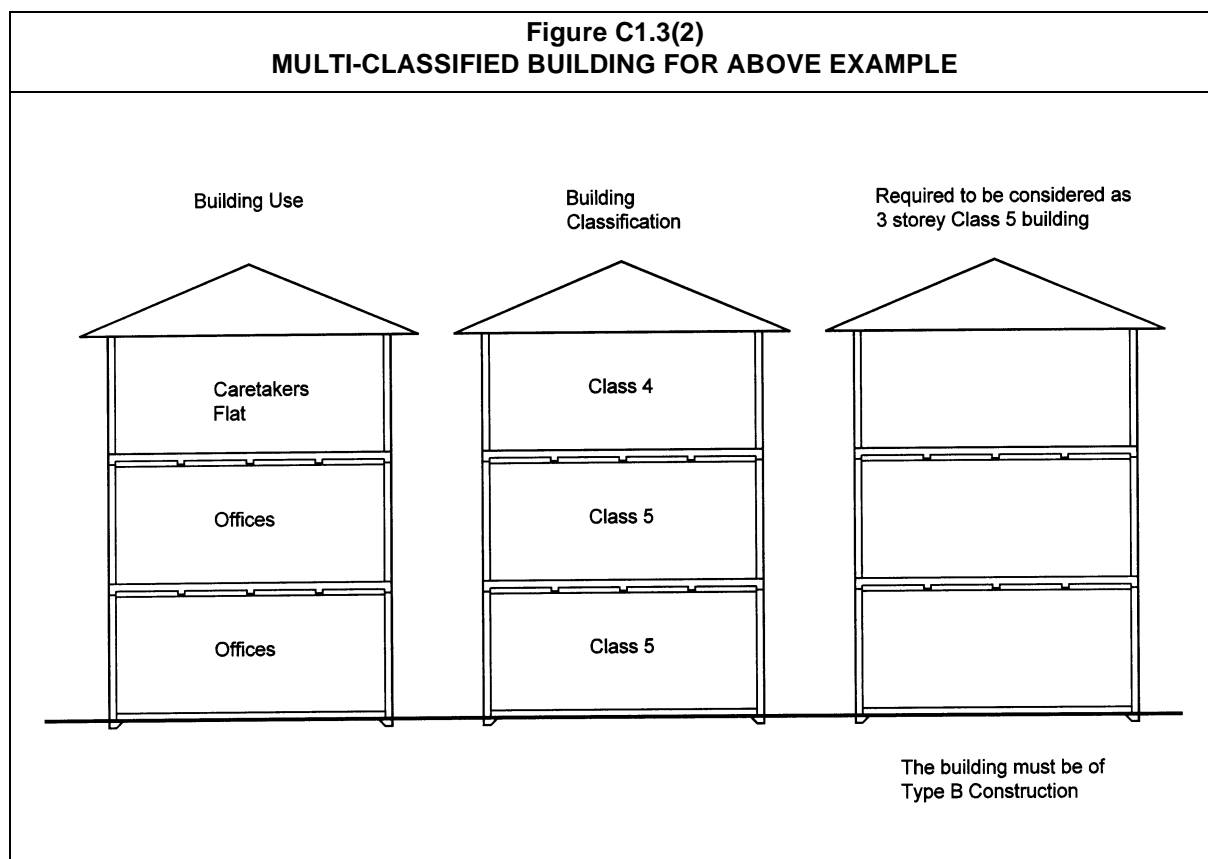 Figure C1.3(2)
MULTI-CLASSIFIED BUILDING FOR ABOVE EXAMPLE
Building Use
Building
Classification
Required to be considered as
3 storey Class 5 building
Caretakers
Flat
Class 4
Offices
Class 5
Offices
Class 5
The building must be of
Type B Construction